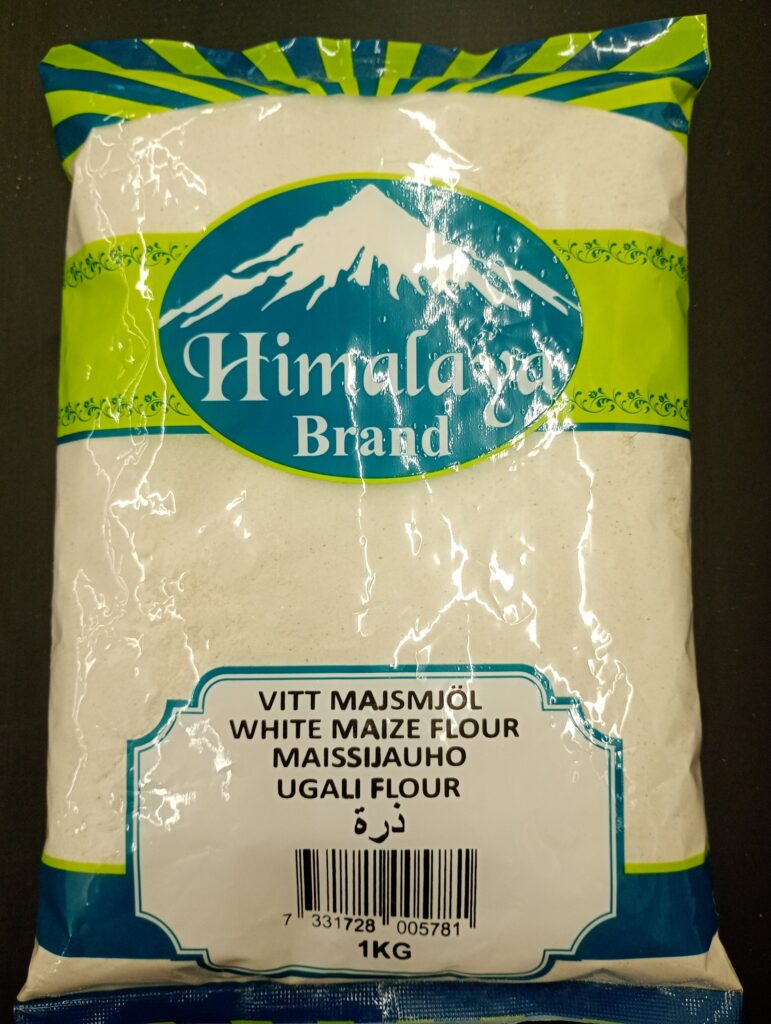 Himalaya
Brand
VITT MAJSMJÖL
WHITE MAIZE FLOUR
MAISSIJAUHO
UGALI FLOUR
ذرة
7 331728 005781
1KG